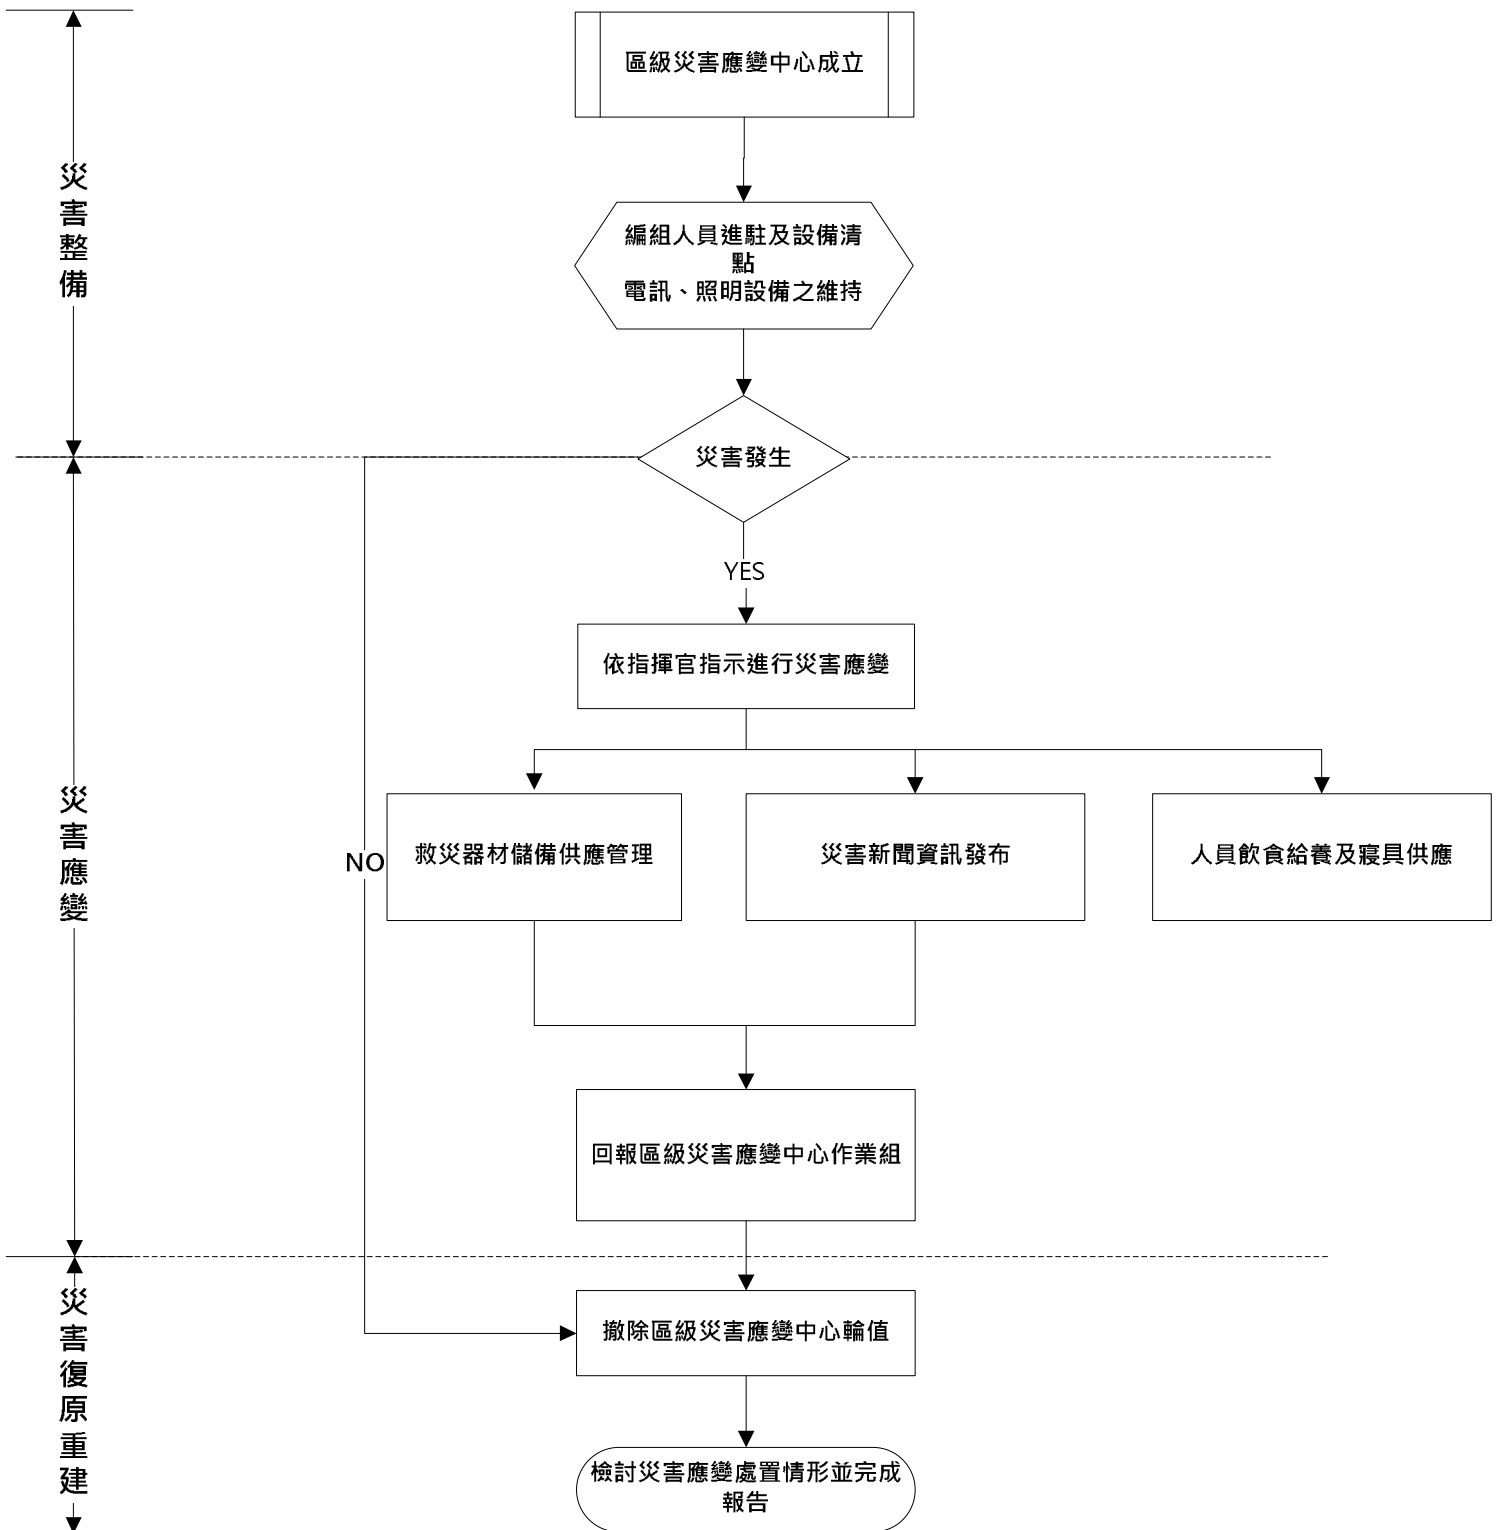 區級災害應變中心成立
災害整備
編組人員進駐及設備清
點
電訊、照明設備之維持
災害發生
YES
依指揮官指示進行災害應變
災害應變
NO
救災器材儲備供應管理
災害新聞資訊發布
人員飲食給養及寢具供應
回報區級災害應變中心作業組
災害復原重建
撤除區級災害應變中心輪值
檢討災害應變處置情形並完成
報告